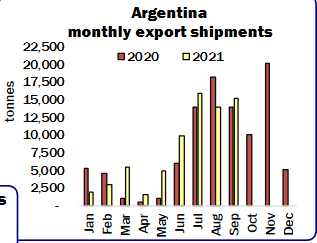 Argentina
monthly export shipments
2020 2021
tonnes
22,500
20,000
17,500
15,000
12,500
10,000
7,500
5,000
2,500
-
Jan Feb Mar Apr May Jun Jul Aug Sep Oct Nov Dec
s